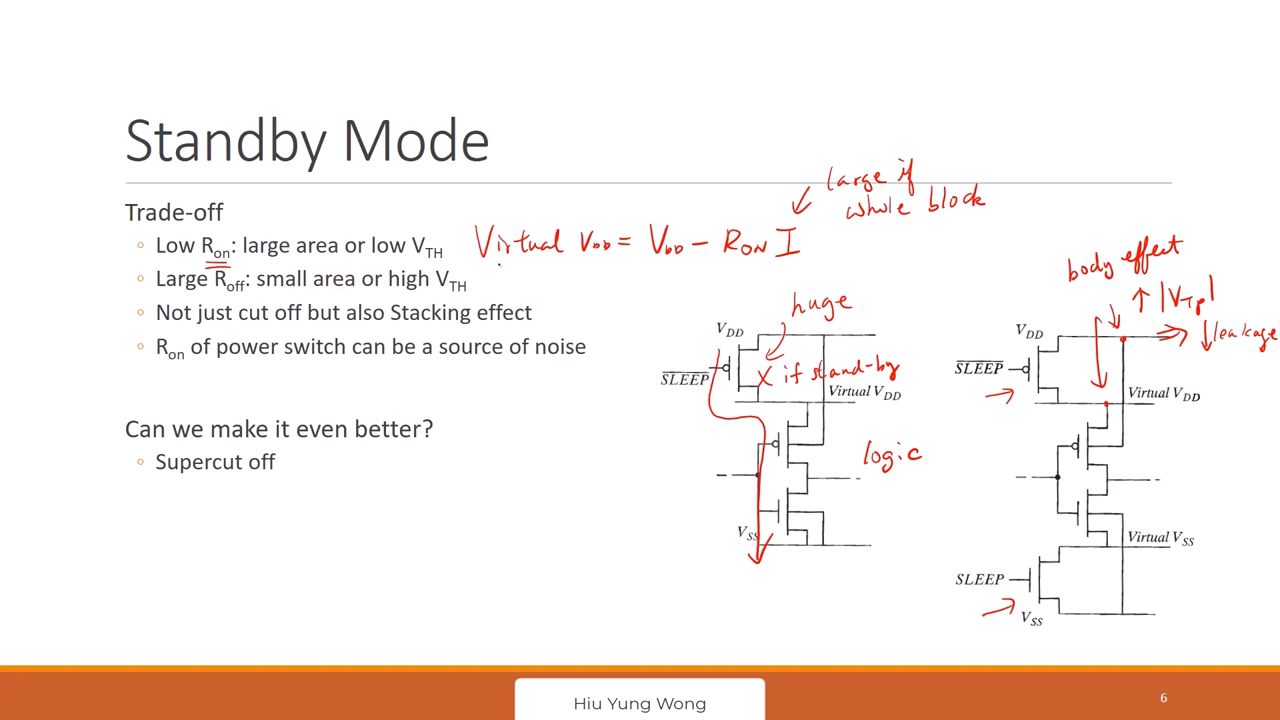 Standby Mode
large if
whole block
Trade-off
◦ Low Ron: large area or low VTH
Virtual VDD = VDD - RON I
◦ Large Roff: small area or high VTH
◦ Not just cut off but also Stacking effect
◦ Ron of power switch can be a source of noise
Can we make it even better?
◦ Supercut off
huge
VDD
SLEEP
X if stand-by
Virtual VDD
logic
VSS
body effect
↑ |VTp|
↓ leakage
VDD
SLEEP
Virtual VDD
Virtual VSS
SLEEP
VSS
Hiu Yung Wong
6